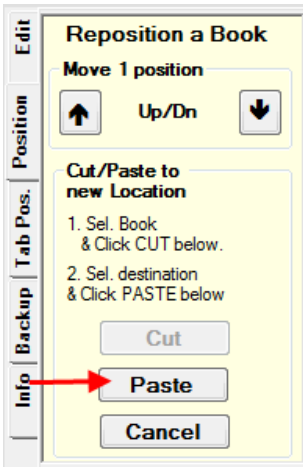 Edit
Position
Tab Pos.
Backup
Info
Reposition a Book
Move 1 position
Up/Dn
Cut/Paste to
new Location
1. Sel. Book
& Click CUT below.
2. Sel. destination
& Click PASTE below
Cut
Paste
Cancel